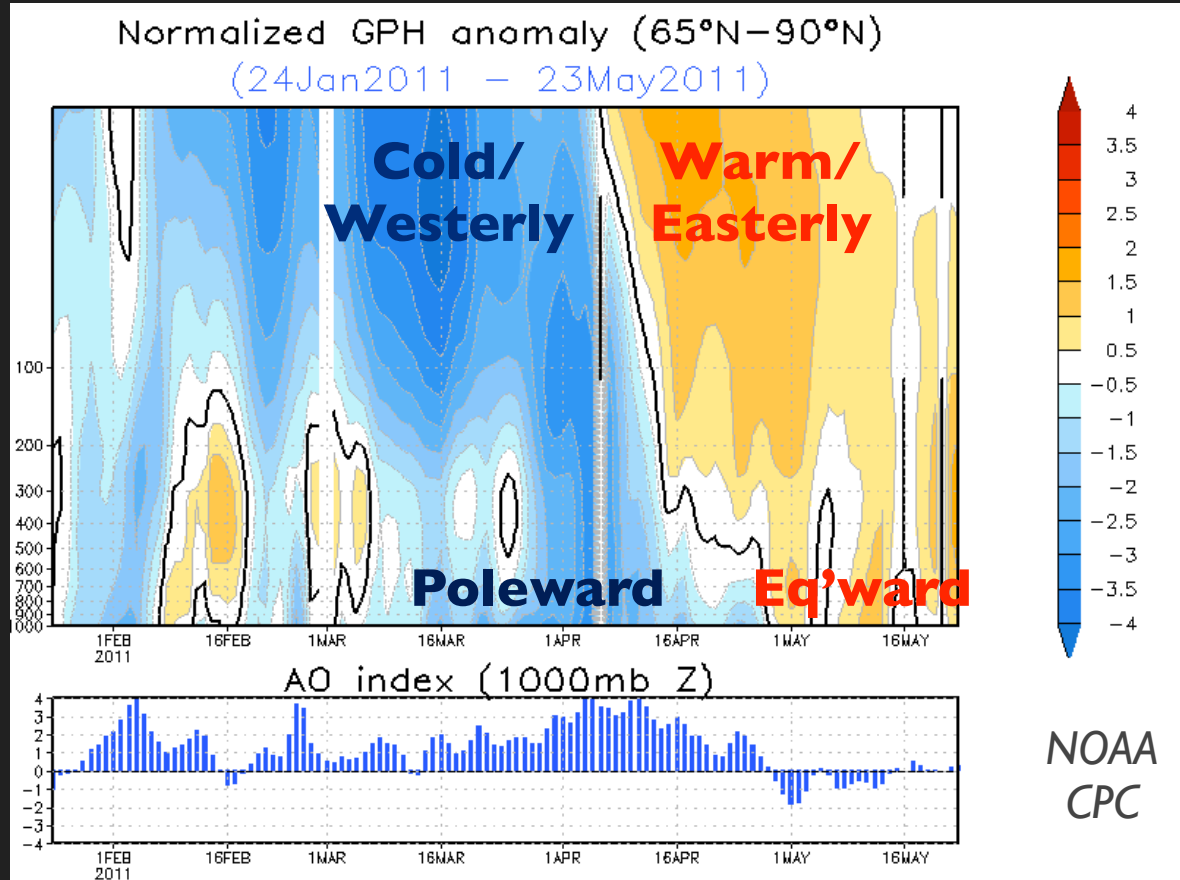 Normalized GPH anomaly (65°N–90°N)
(24Jan2011 – 23May2011)
Cold/
Westerly
Warm/
Easterly
Poleward
Eq'ward
100
200
300
400
500
600
700
800
900
000
1FEB
2011
16FEB
1MAR
16MAR
1APR
16APR
1MAY
16MAY
4
3.5
3
2.5
2
1.5
1
0.5
−0.5
−1
−1.5
−2
−2.5
−3
−3.5
−4
AO index (1000mb Z)
4
3
2
1
0
−1
−2
−3
−4
1FEB
2011
16FEB
1MAR
16MAR
1APR
16APR
1MAY
16MAY
NOAA
CPC